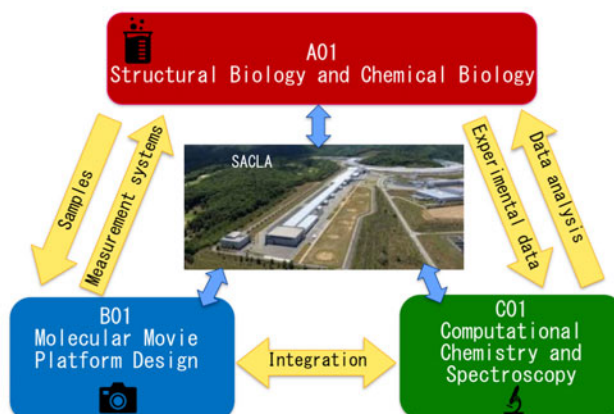 A01
Structural Biology and Chemical Biology
SACLA
Samples
Measurement systems
Experimental data
Data analysis
B01
Molecular Movie
Platform Design
Integration
C01
Computational
Chemistry and
Spectroscopy